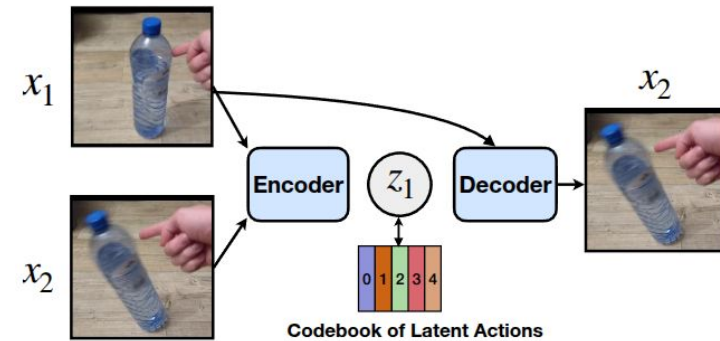 x₁
x₂
Encoder
z₁
Decoder
x₂
0 1 2 3 4
Codebook of Latent Actions